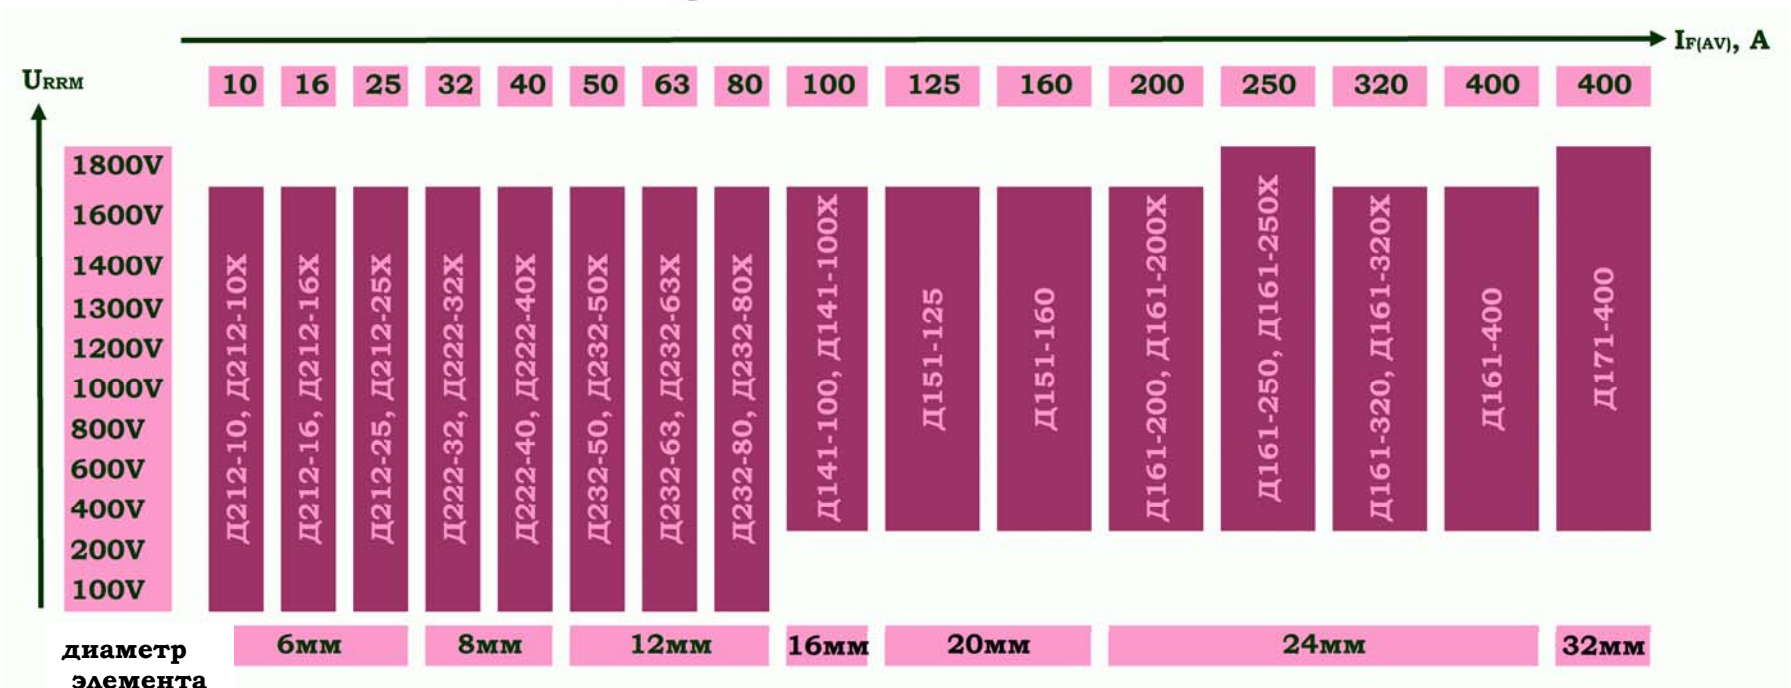 I F(AV), A
U RRM
10 16 25 32 40 50 63 80 100 125 160 200 250 320 400 400
1800V
1600V
1400V
1300V
1200V
1000V
800V
600V
400V
200V
100V
Д212-10, Д212-10Х
Д212-16, Д212-16Х
Д212-25, Д212-25Х
Д222-32, Д222-32Х
Д222-40, Д222-40Х
Д232-50, Д232-50Х
Д232-63, Д232-63Х
Д232-80, Д232-80Х
Д141-100, Д141-100Х
Д151-125
Д151-160
Д161-200, Д161-200Х
Д161-250, Д161-250Х
Д161-320, Д161-320Х
Д161-400
Д171-400
диаметр
элемента
6мм 8мм 12мм 16мм 20мм 24мм 32мм